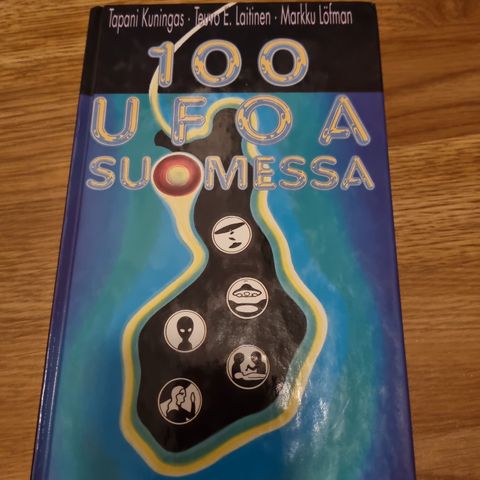 Tapani Kuningas · Teuvo E. Laitinen · Markku Löfman
100
UFOA
SUOMESSA